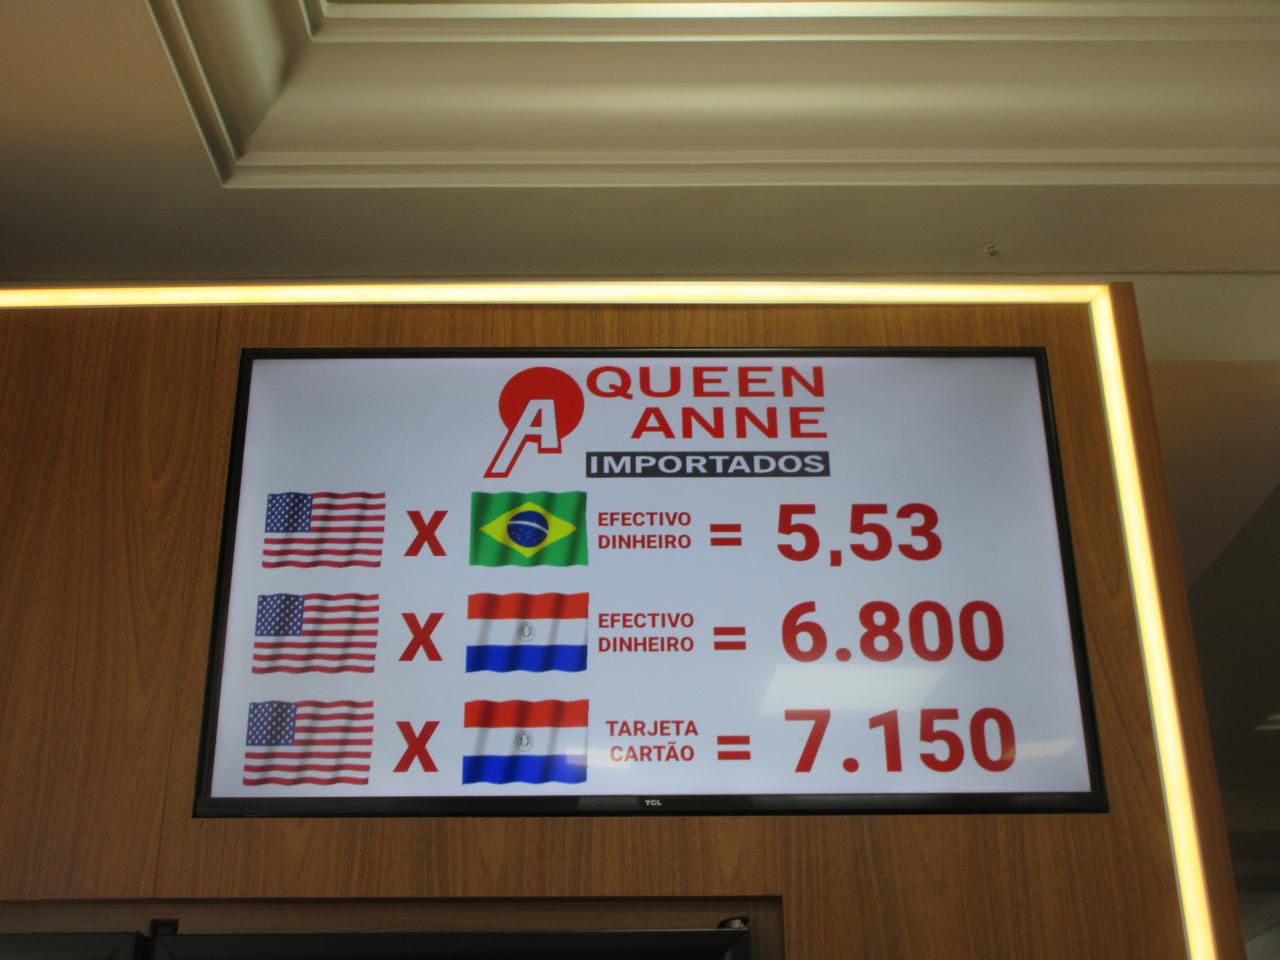 QUEEN
ANNE
A
IMPORTADOS
X
EFECTIVO
DINHEIRO
= 5,53
X
EFECTIVO
DINHEIRO
= 6.800
X
TARJETA
CARTÃO
= 7.150
TCL